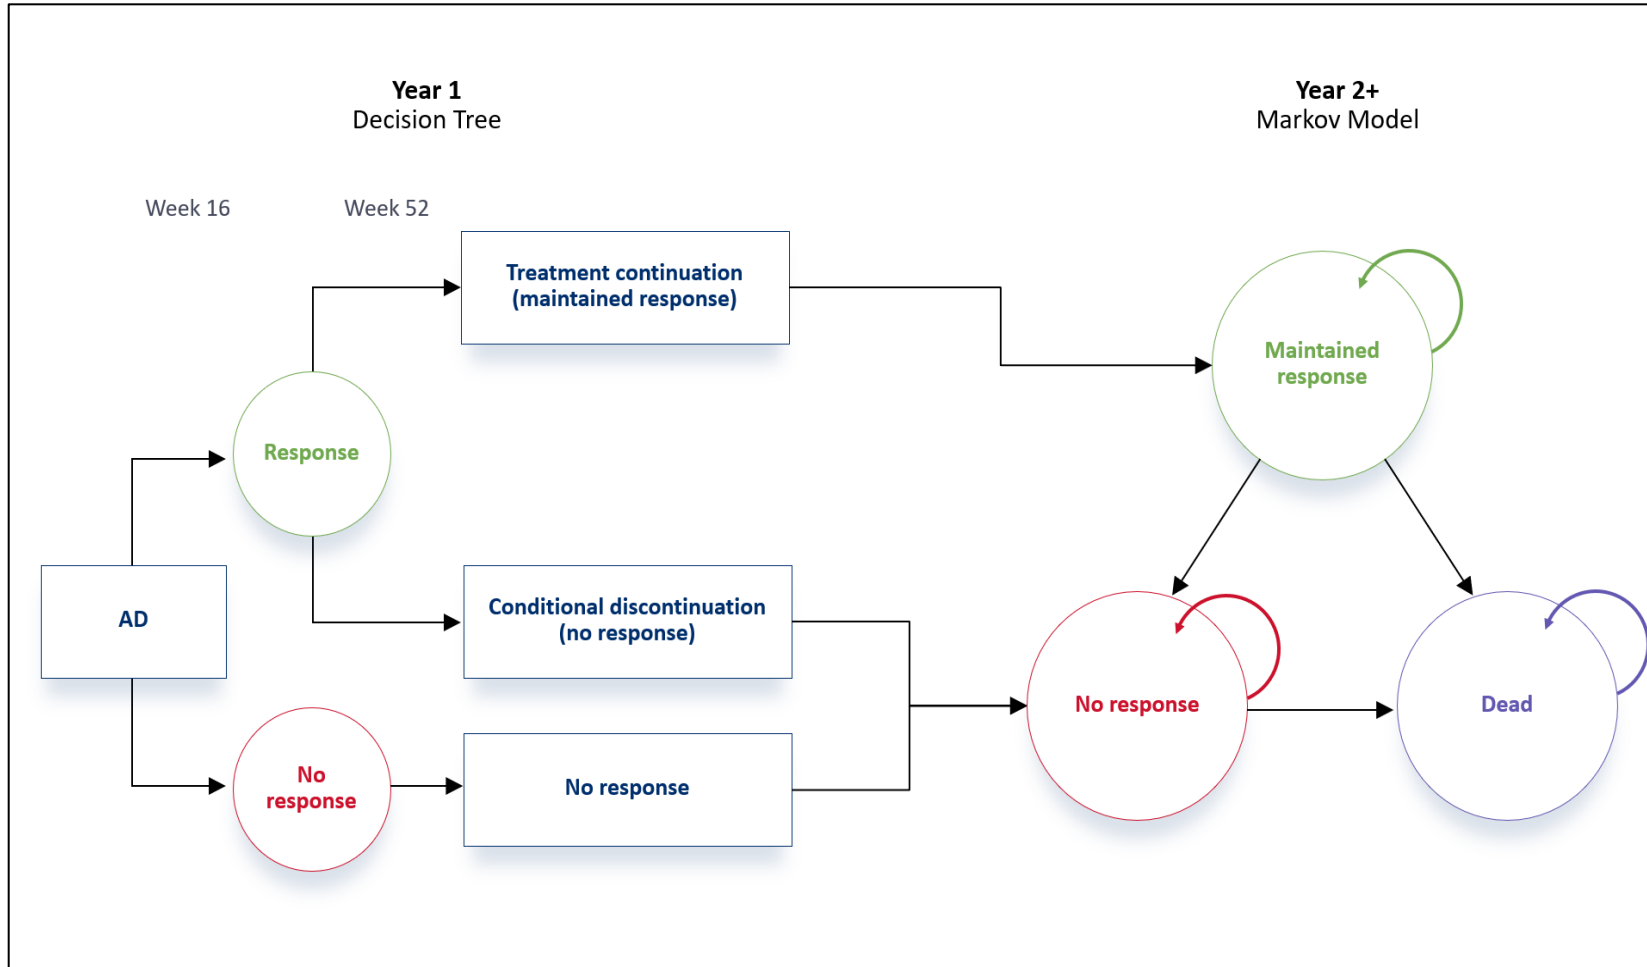 Year 1
Decision Tree
Year 2+
Markov Model
Week 16
Week 52
Treatment continuation
(maintained response)
Maintained
response
Response
AD
Conditional discontinuation
(no response)
No response
Dead
No
response
No response